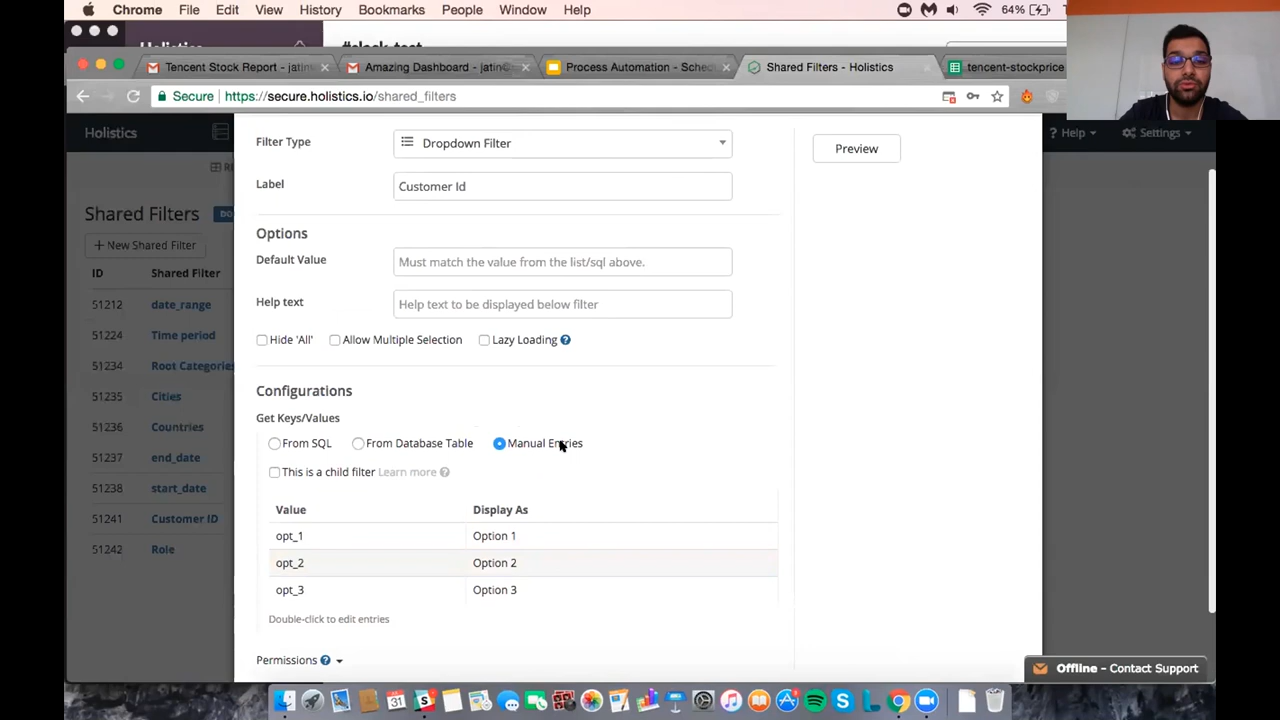 Chrome File Edit View History Bookmarks People Window Help 64%
Holistics #slack-test
Tencent Stock Report - jatin Amazing Dashboard - jatin Process Automation - Sched Shared Filters - Holistics tencent-stockprice
Secure https://secure.holistics.io/shared_filters
Holistics Help Settings
Filter Type Dropdown Filter Preview
Label Customer Id
Shared Filters
Options
+ New Shared Filter
Default Value Must match the value from the list/sql above.
ID Shared Filter
Help text Help text to be displayed below filter
51212 date_range
51224 Time period
Hide 'All' Allow Multiple Selection Lazy Loading ?
51234 Root Categories
51235 Cities
Configurations
Get Keys/Values
51236 Countries
From SQL From Database Table Manual Entries
51237 end_date
This is a child filter Learn more ?
51238 start_date
Value Display As
51241 Customer ID
opt_1 Option 1
51242 Role
opt_2 Option 2
opt_3 Option 3
Double-click to edit entries
Permissions ?
Offline - Contact Support
31